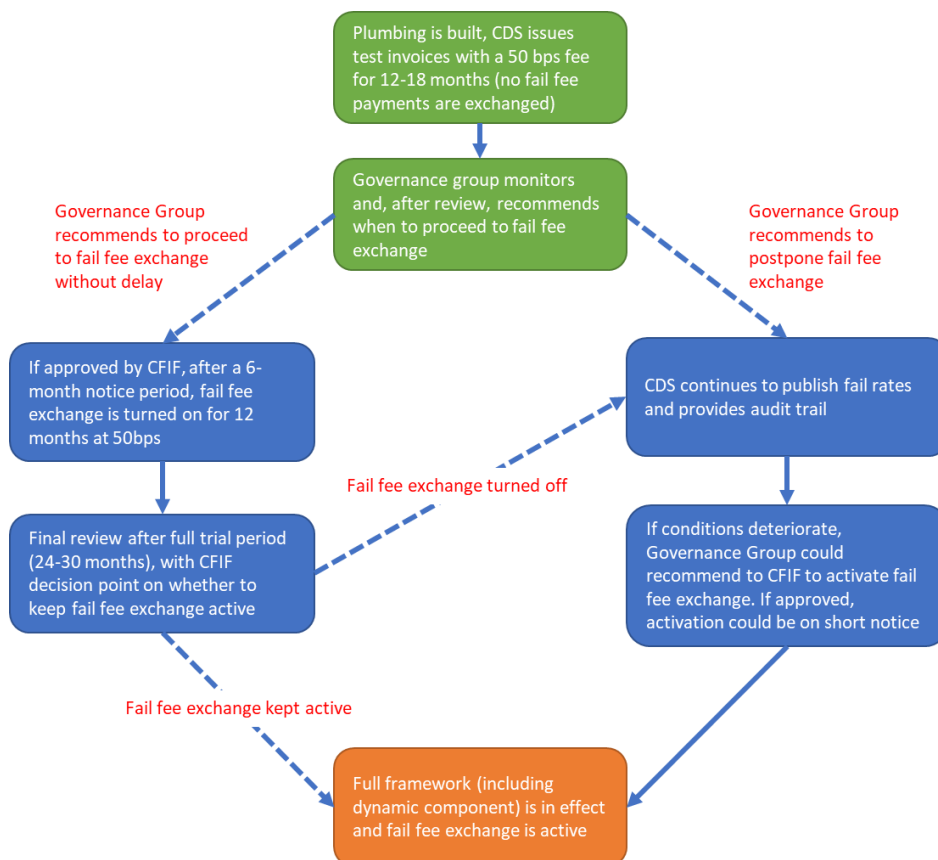 Plumbing is built, CDS issues
test invoices with a 50 bps fee
for 12-18 months (no fail fee
payments are exchanged)
Governance group monitors
and, after review, recommends
when to proceed to fail fee
exchange
Governance Group
recommends to proceed
to fail fee exchange
without delay
Governance Group
recommends to
postpone fail fee
exchange
If approved by CFIF, after a 6-
month notice period, fail fee
exchange is turned on for 12
months at 50bps
CDS continues to publish fail rates
and provides audit trail
Fail fee exchange turned off
Final review after full trial period
(24-30 months), with CFIF
decision point on whether to
keep fail fee exchange active
If conditions deteriorate,
Governance Group could
recommend to CFIF to activate fail
fee exchange. If approved,
activation could be on short notice
Fail fee exchange kept active
Full framework (including
dynamic component) is in effect
and fail fee exchange is active